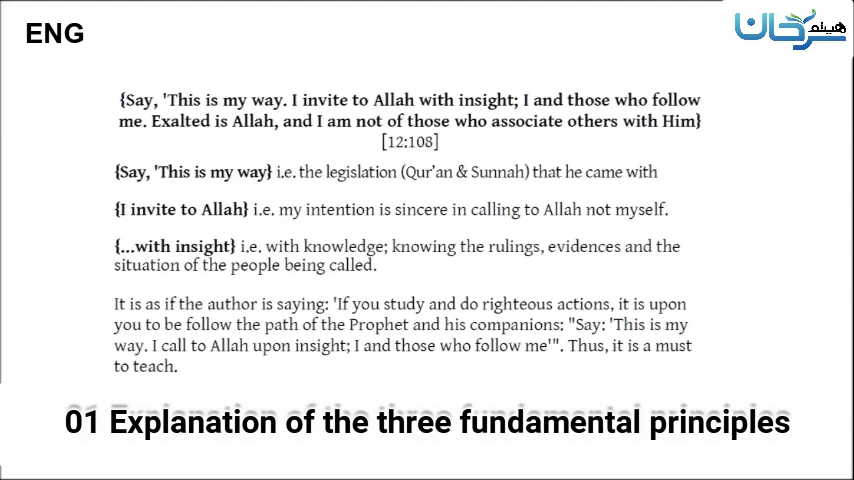 ENG
هيثم
سرحان
{Say, 'This is my way. I invite to Allah with insight; I and those who follow
me. Exalted is Allah, and I am not of those who associate others with Him}
[12:108]
{Say, 'This is my way} i.e. the legislation (Qur'an & Sunnah) that he came with
{I invite to Allah} i.e. my intention is sincere in calling to Allah not myself.
{...with insight} i.e. with knowledge; knowing the rulings, evidences and the
situation of the people being called.
It is as if the author is saying: 'If you study and do righteous actions, it is upon
you to be follow the path of the Prophet and his companions: "Say: 'This is my
way. I call to Allah upon insight; I and those who follow me'". Thus, it is a must
to teach.
01 Explanation of the three fundamental principles